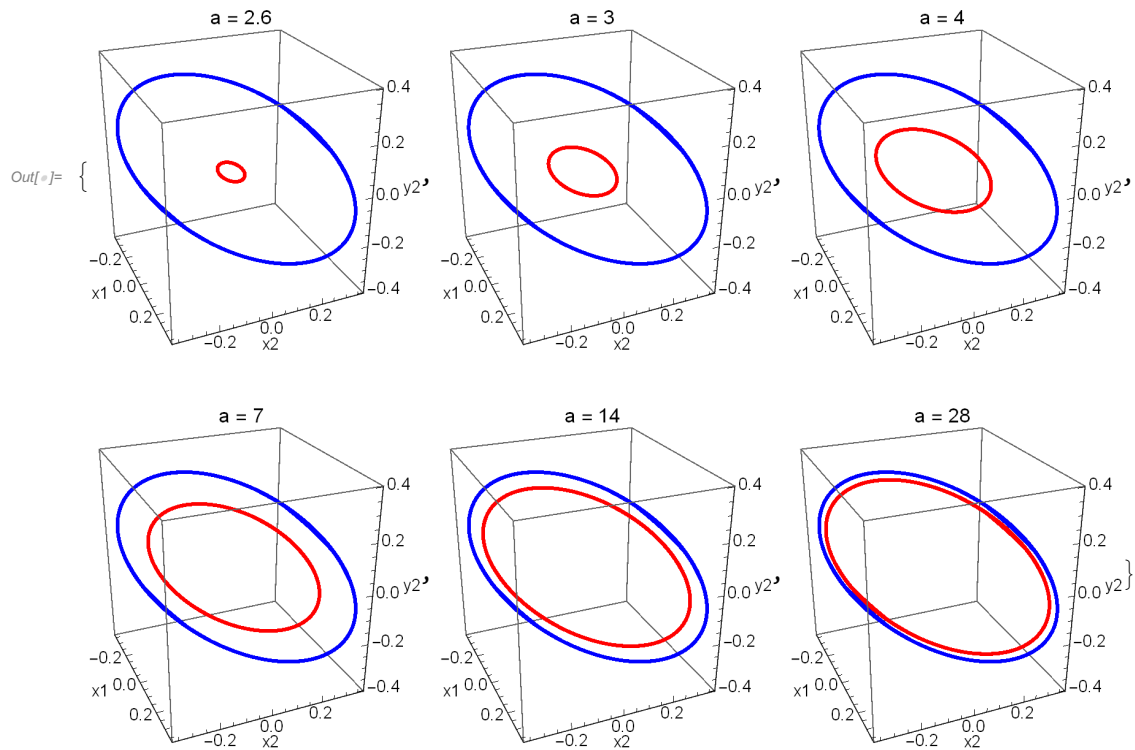 a = 2.6 a = 3 a = 4
0.4 0.4 0.4
0.2 0.2 0.2
Out[•]= { 0.0 y2 , 0.0 y2 , 0.0 y2 ,
−0.2 −0.2 −0.2
−0.2 −0.2 −0.2
x1 0.0 −0.4 x1 0.0 −0.4 x1 0.0 −0.4
0.2 0.2 0.2
−0.2 0.0 0.2 −0.2 0.0 0.2 −0.2 0.0 0.2
x2 x2 x2
a = 7 a = 14 a = 28
0.4 0.4 0.4
0.2 0.2 0.2
0.0 y2 , 0.0 y2 , 0.0 y2 }
−0.2 −0.2 −0.2
−0.2 −0.2 −0.2
x1 0.0 −0.4 x1 0.0 −0.4 x1 0.0 −0.4
0.2 0.2 0.2
−0.2 0.0 0.2 −0.2 0.0 0.2 −0.2 0.0 0.2
x2 x2 x2